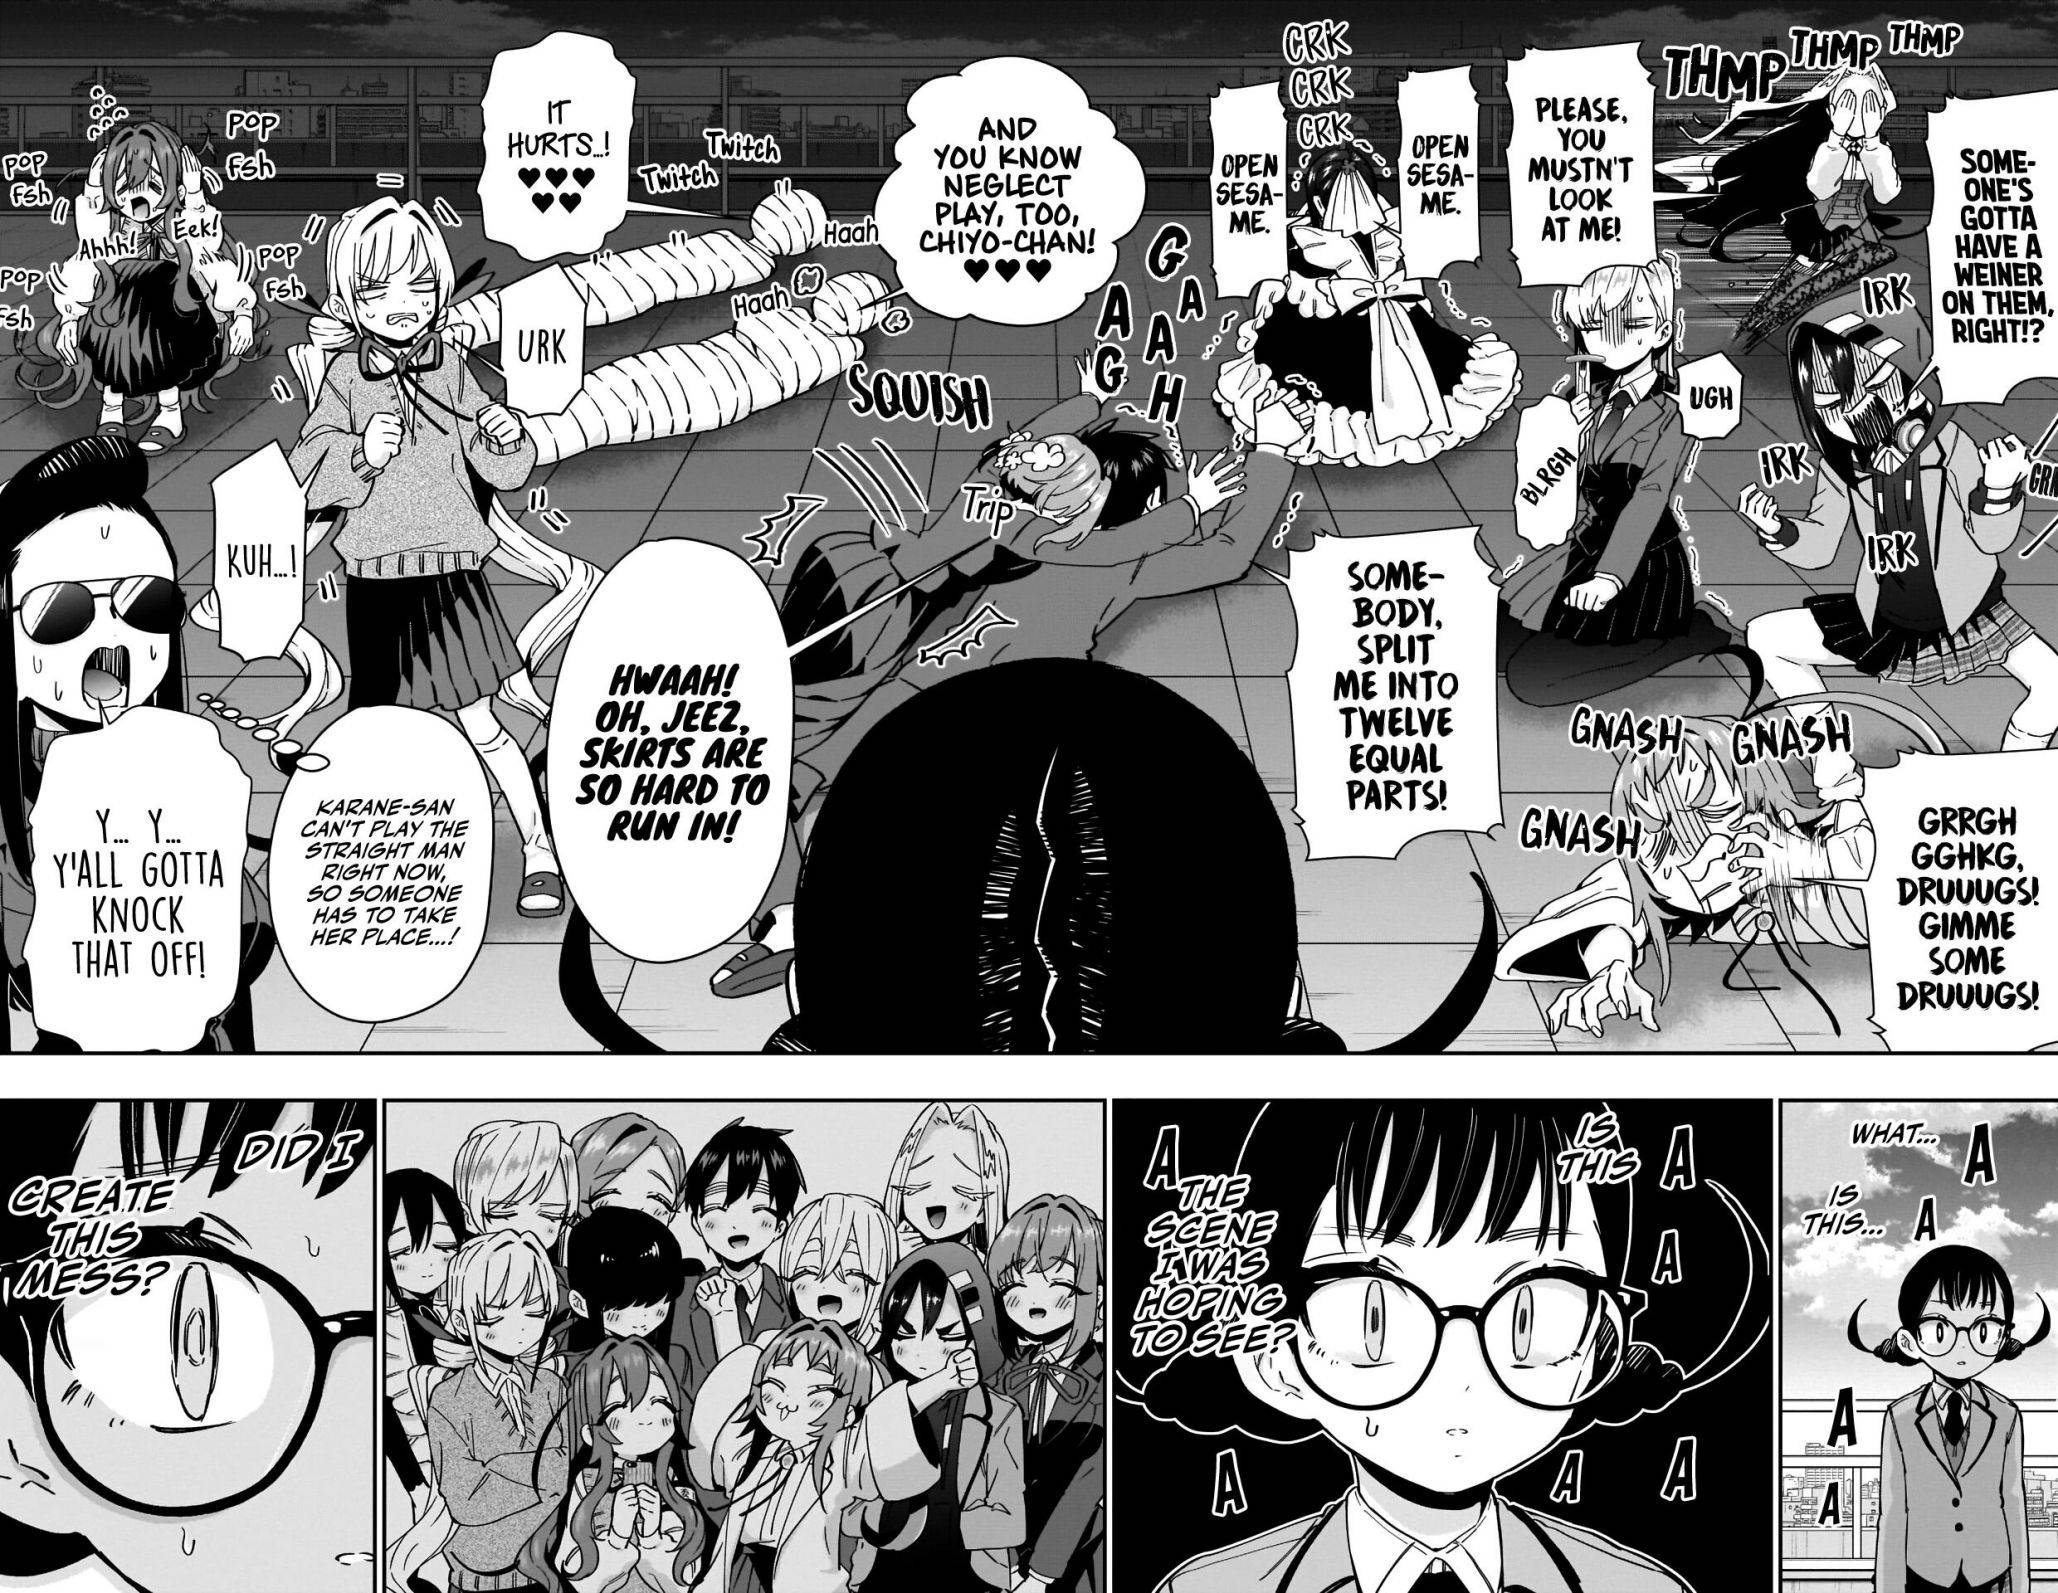 THMP
THMP
THMP
SOME-
ONE'S
GOTTA
HAVE A
WEINER
ON THEM,
RIGHT!?
PLEASE,
YOU
MUSTN'T
LOOK
AT ME!
IRK
IRK
IRK
UGH
BLRGH
CRK
CRK
CRK
OPEN
SESA-
ME.
OPEN
SESA-
ME.
GRRGH
GGHKG,
DRUUUGS!
GIMME
SOME
DRUUUGS!
GNASH
GNASH
GNASH
SOME-
BODY,
SPLIT
ME INTO
TWELVE
EQUAL
PARTS!
GAAAAHG
AND
YOU KNOW
NEGLECT
PLAY, TOO,
CHIYO-CHAN!
♥♥♥
IT
HURTS...!
♥♥♥
♥♥
Twitch
Twitch
Haah
Haah
SQUISH
Trip
HWAAH!
OH, JEEZ,
SKIRTS ARE
SO HARD TO
RUN IN!
URK
KUH...!
pop
fsh
pop
fsh
pop
fsh
pop
fsh
Ahhh!
Eek!
KARANE-SAN
CAN'T PLAY THE
STRAIGHT MAN
RIGHT NOW,
SO SOMEONE
HAS TO TAKE
HER PLACE...!
Y... Y...
Y'ALL GOTTA
KNOCK
THAT OFF!
WHAT...
IS
THIS...
A
A
A
A
IS
THIS
THE
SCENE
I WAS
HOPING
TO SEE?
A
A
A
A
A
A
DID I
CREATE
THIS
MESS?